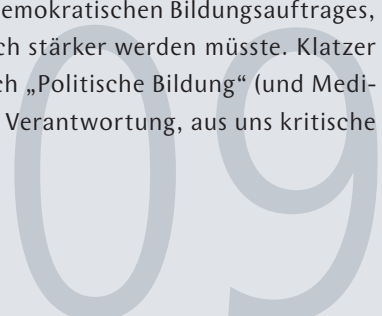 emokratischen Bildungsauftrages,
ch stärker werden müsste. Klatzer
ch „Politische Bildung“ (und Medi-
Verantwortung, aus uns kritische
09